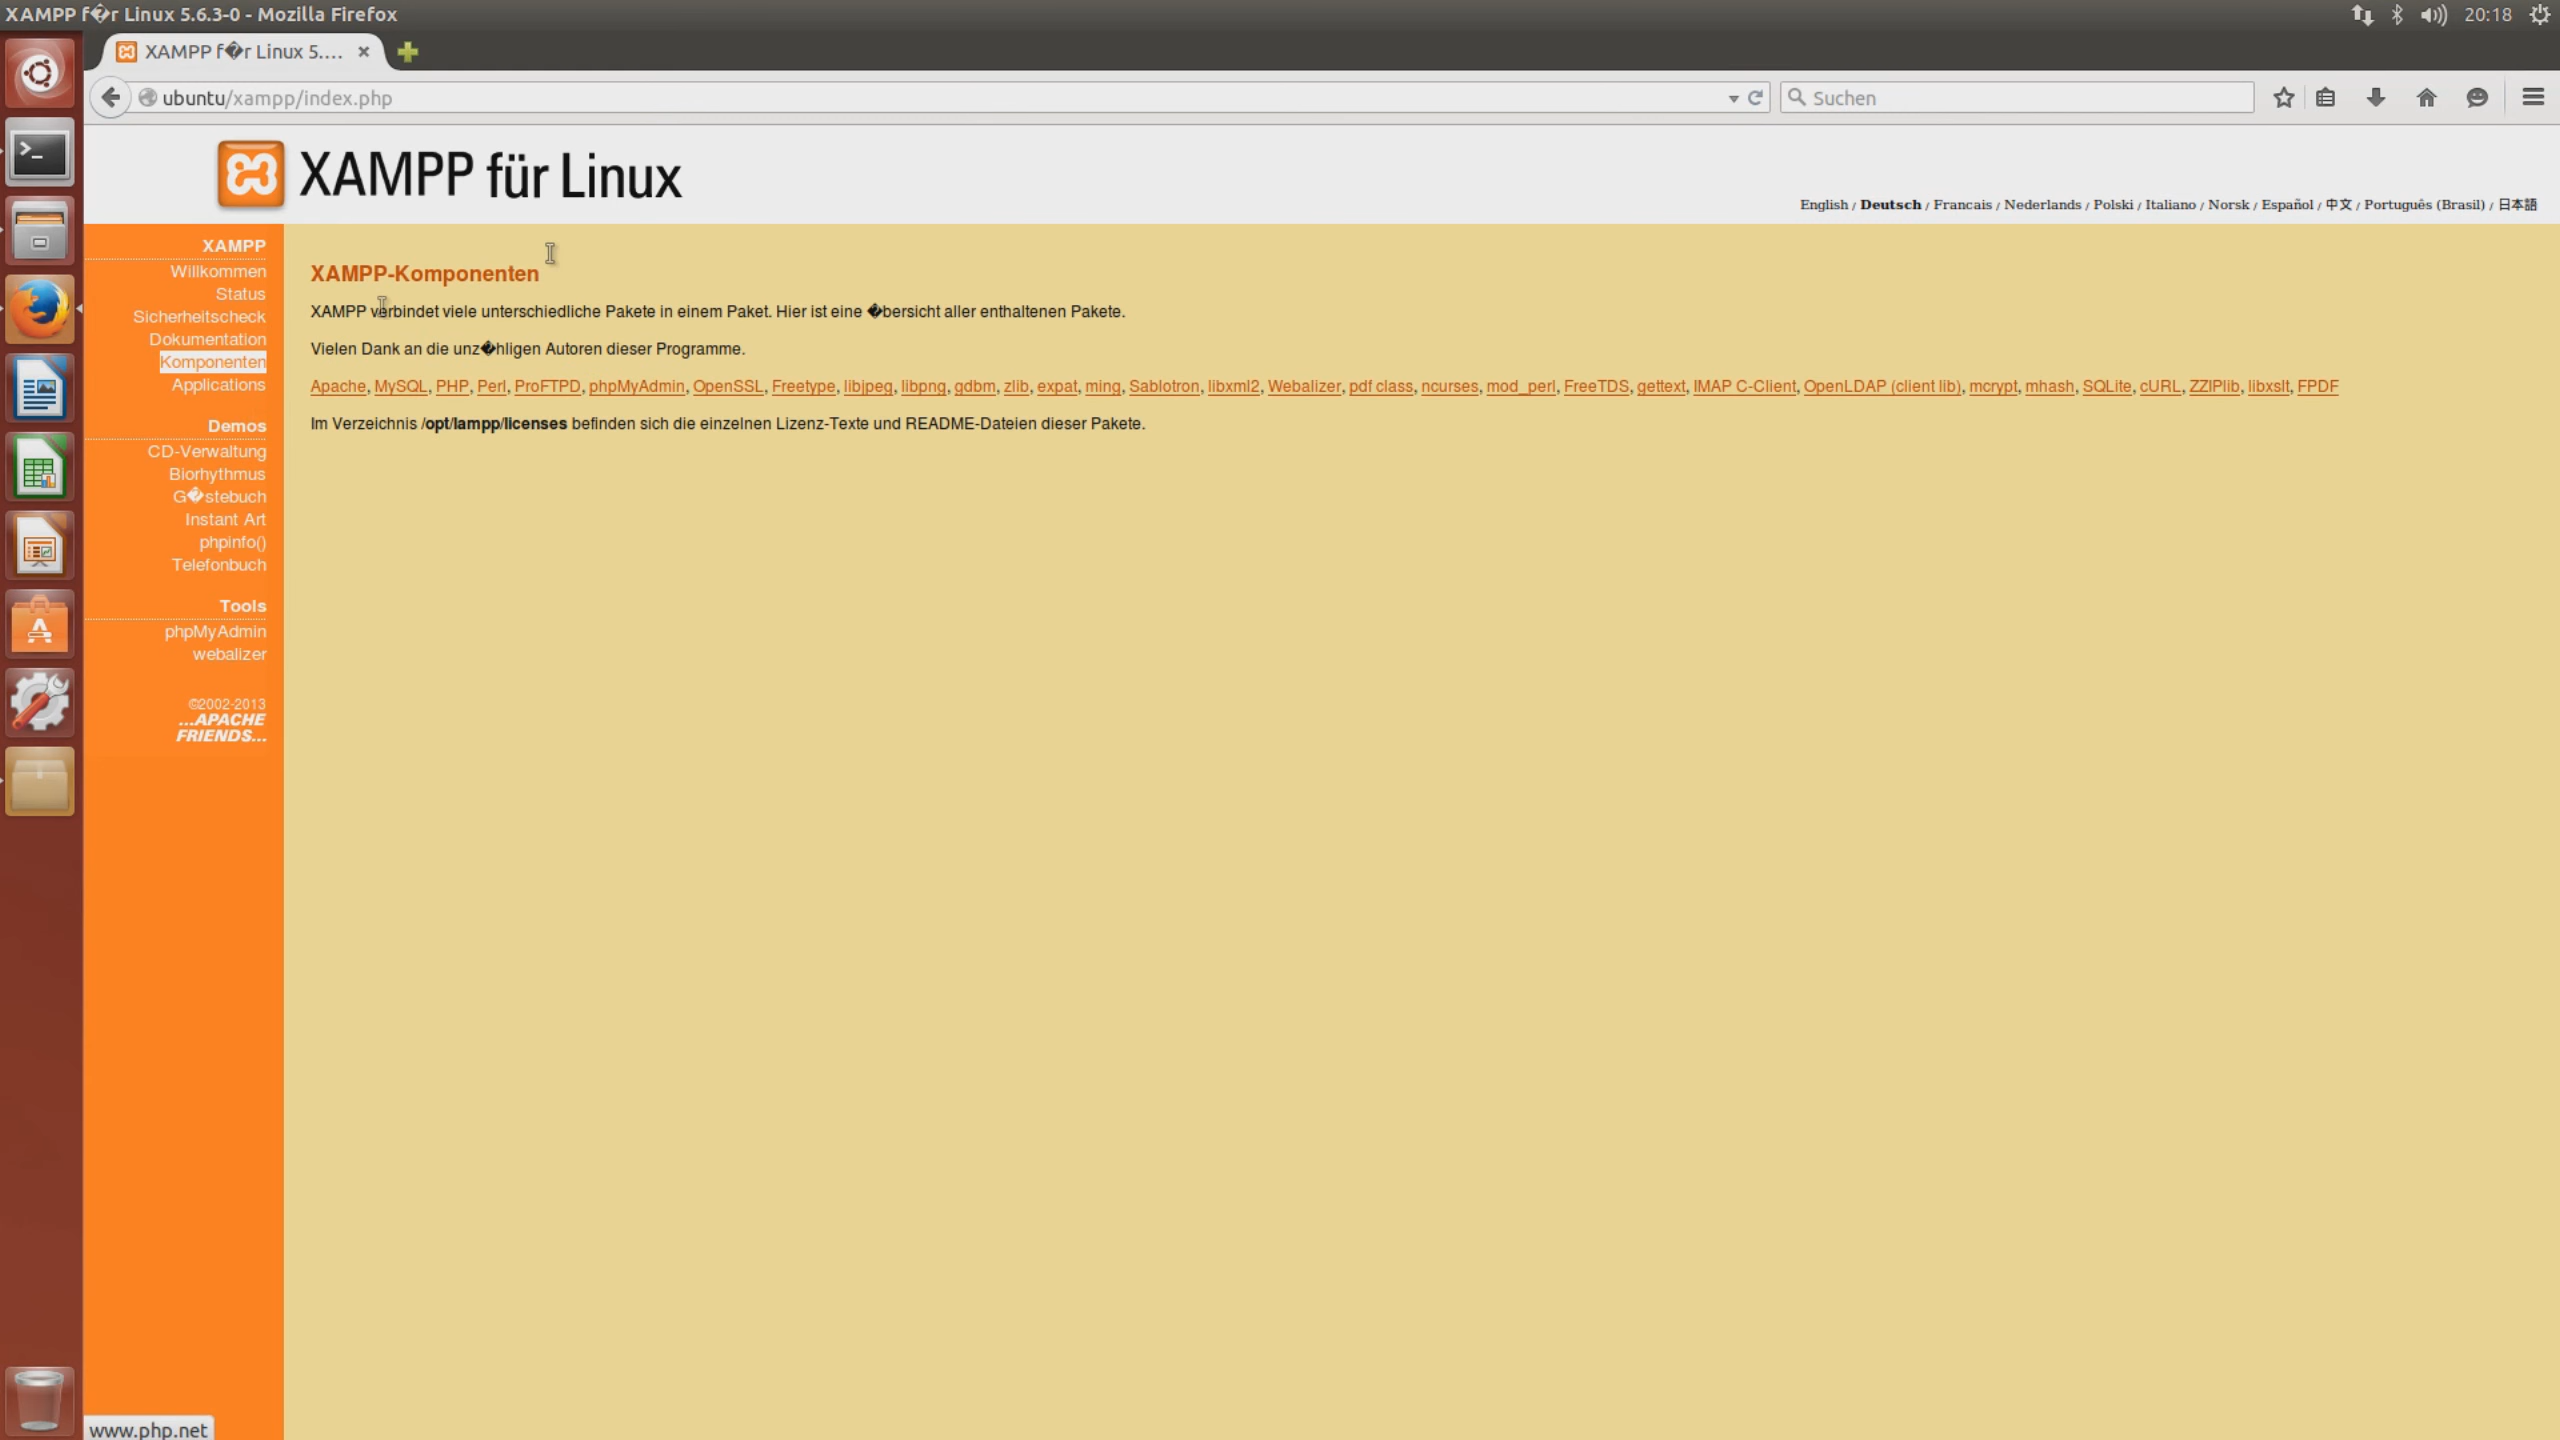 XAMPP f�r Linux 5.6.3-0 - Mozilla Firefox
20:18
XAMPP f�r Linux 5....
ubuntu/xampp/index.php
Suchen
XAMPP für Linux
English / Deutsch / Francais / Nederlands / Polski / Italiano / Norsk / Español / 中文 / Português (Brasil) / 日本語
XAMPP
Willkommen
Status
Sicherheitscheck
Dokumentation
Komponenten
Applications
Demos
CD-Verwaltung
Biorhythmus
G�stebuch
Instant Art
phpinfo()
Telefonbuch
Tools
phpMyAdmin
webalizer
©2002-2013
...APACHE
FRIENDS...
XAMPP-Komponenten
XAMPP verbindet viele unterschiedliche Pakete in einem Paket. Hier ist eine �bersicht aller enthaltenen Pakete.
Vielen Dank an die unz�hligen Autoren dieser Programme.
Apache, MySQL, PHP, Perl, ProFTPD, phpMyAdmin, OpenSSL, Freetype, libjpeg, libpng, gdbm, zlib, expat, ming, Sablotron, libxml2, Webalizer, pdf class, ncurses, mod_perl, FreeTDS, gettext, IMAP C-Client, OpenLDAP (client lib), mcrypt, mhash, SQLite, cURL, ZZIPlib, libxslt, FPDF
Im Verzeichnis /opt/lampp/licenses befinden sich die einzelnen Lizenz-Texte und README-Dateien dieser Pakete.
www.php.net